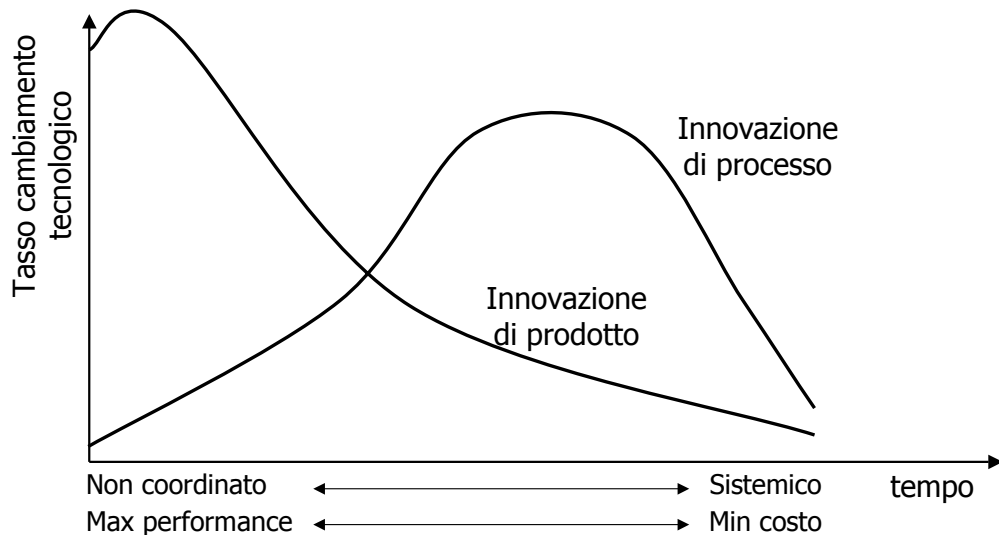 Tasso cambiamento
tecnologico
Innovazione
di processo
Innovazione
di prodotto
Non coordinato
Sistemico
tempo
Max performance
Min costo